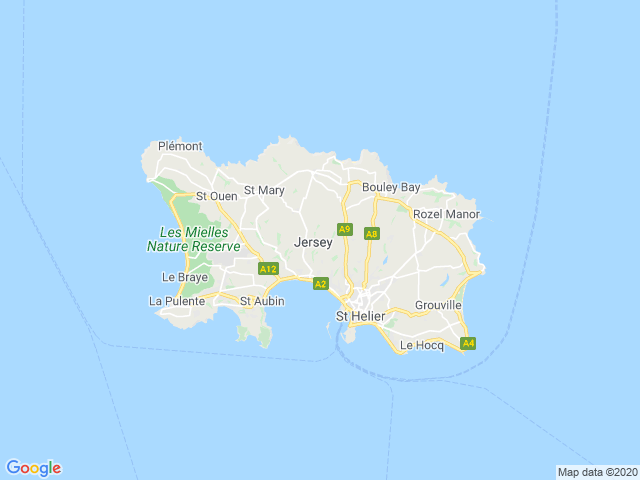 Plémont
St Mary
St Ouen
Bouley Bay
Rozel Manor
Les Mielles
Nature Reserve
A9
A8
Jersey
Le Braye
A12
A2
La Pulente
St Aubin
St Helier
Grouville
Le Hocq
A4
Google
Map data ©2020